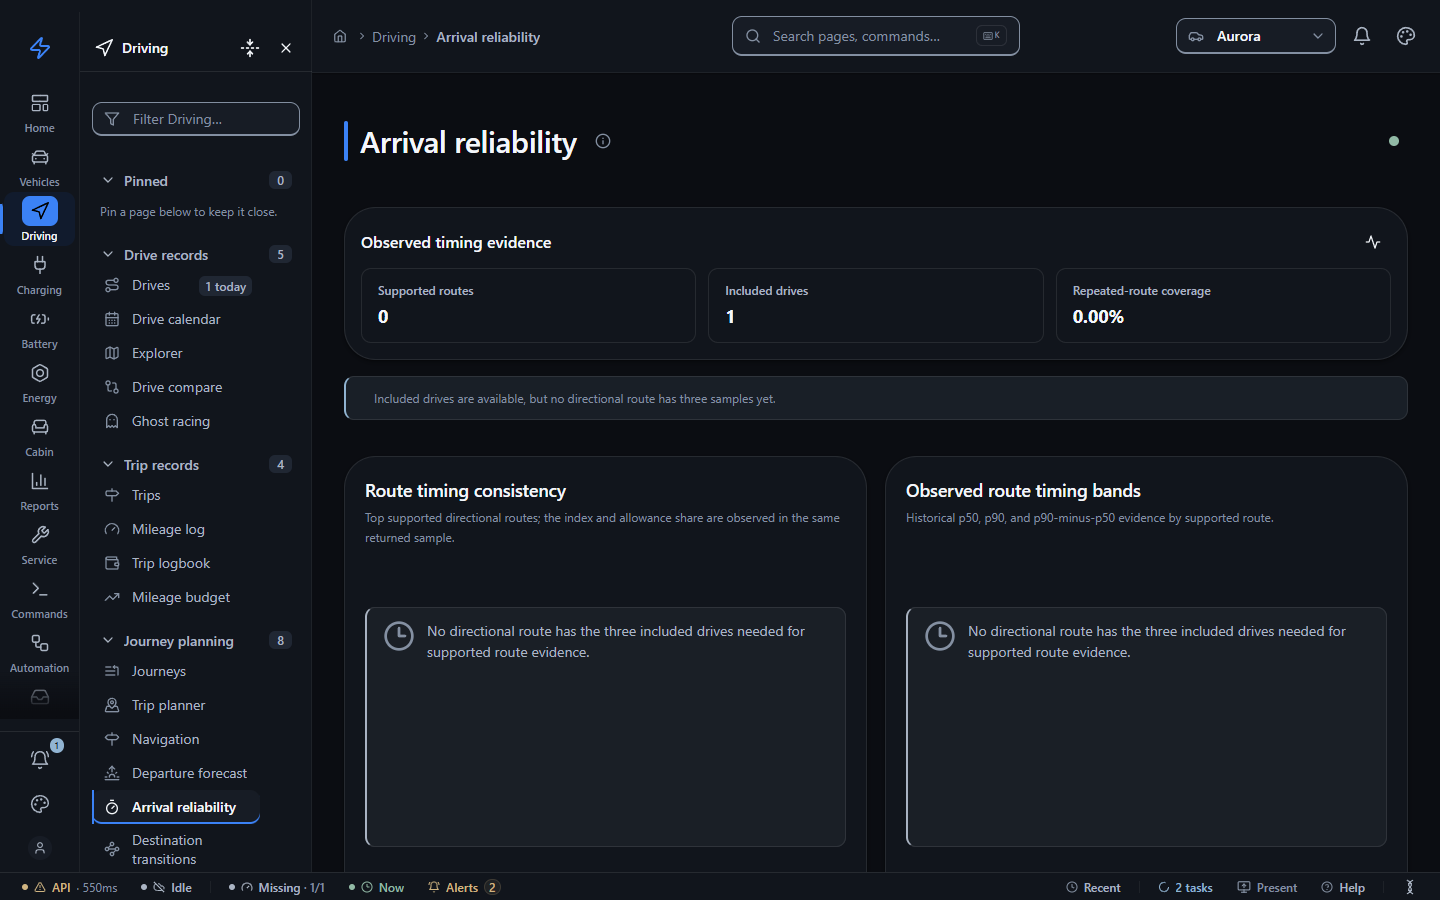 Driving
Driving
Arrival reliability
Search pages, commands...
K
Aurora
Home
Vehicles
Driving
Charging
Battery
Energy
Cabin
Reports
Service
Commands
Automation
1
Filter Driving...
Pinned
0
Pin a page below to keep it close.
Drive records
5
Drives
1 today
Drive calendar
Explorer
Drive compare
Ghost racing
Trip records
4
Trips
Mileage log
Trip logbook
Mileage budget
Journey planning
8
Journeys
Trip planner
Navigation
Departure forecast
Arrival reliability
Destination
transitions
Arrival reliability
Observed timing evidence
Supported routes
0
Included drives
1
Repeated-route coverage
0.00%
Included drives are available, but no directional route has three samples yet.
Route timing consistency
Top supported directional routes; the index and allowance share are observed in the same
returned sample.
No directional route has the three included drives needed for
supported route evidence.
Observed route timing bands
Historical p50, p90, and p90-minus-p50 evidence by supported route.
No directional route has the three included drives needed for
supported route evidence.
API · 550ms
Idle
Missing · 1/1
Now
Alerts 2
Recent
2 tasks
Present
Help